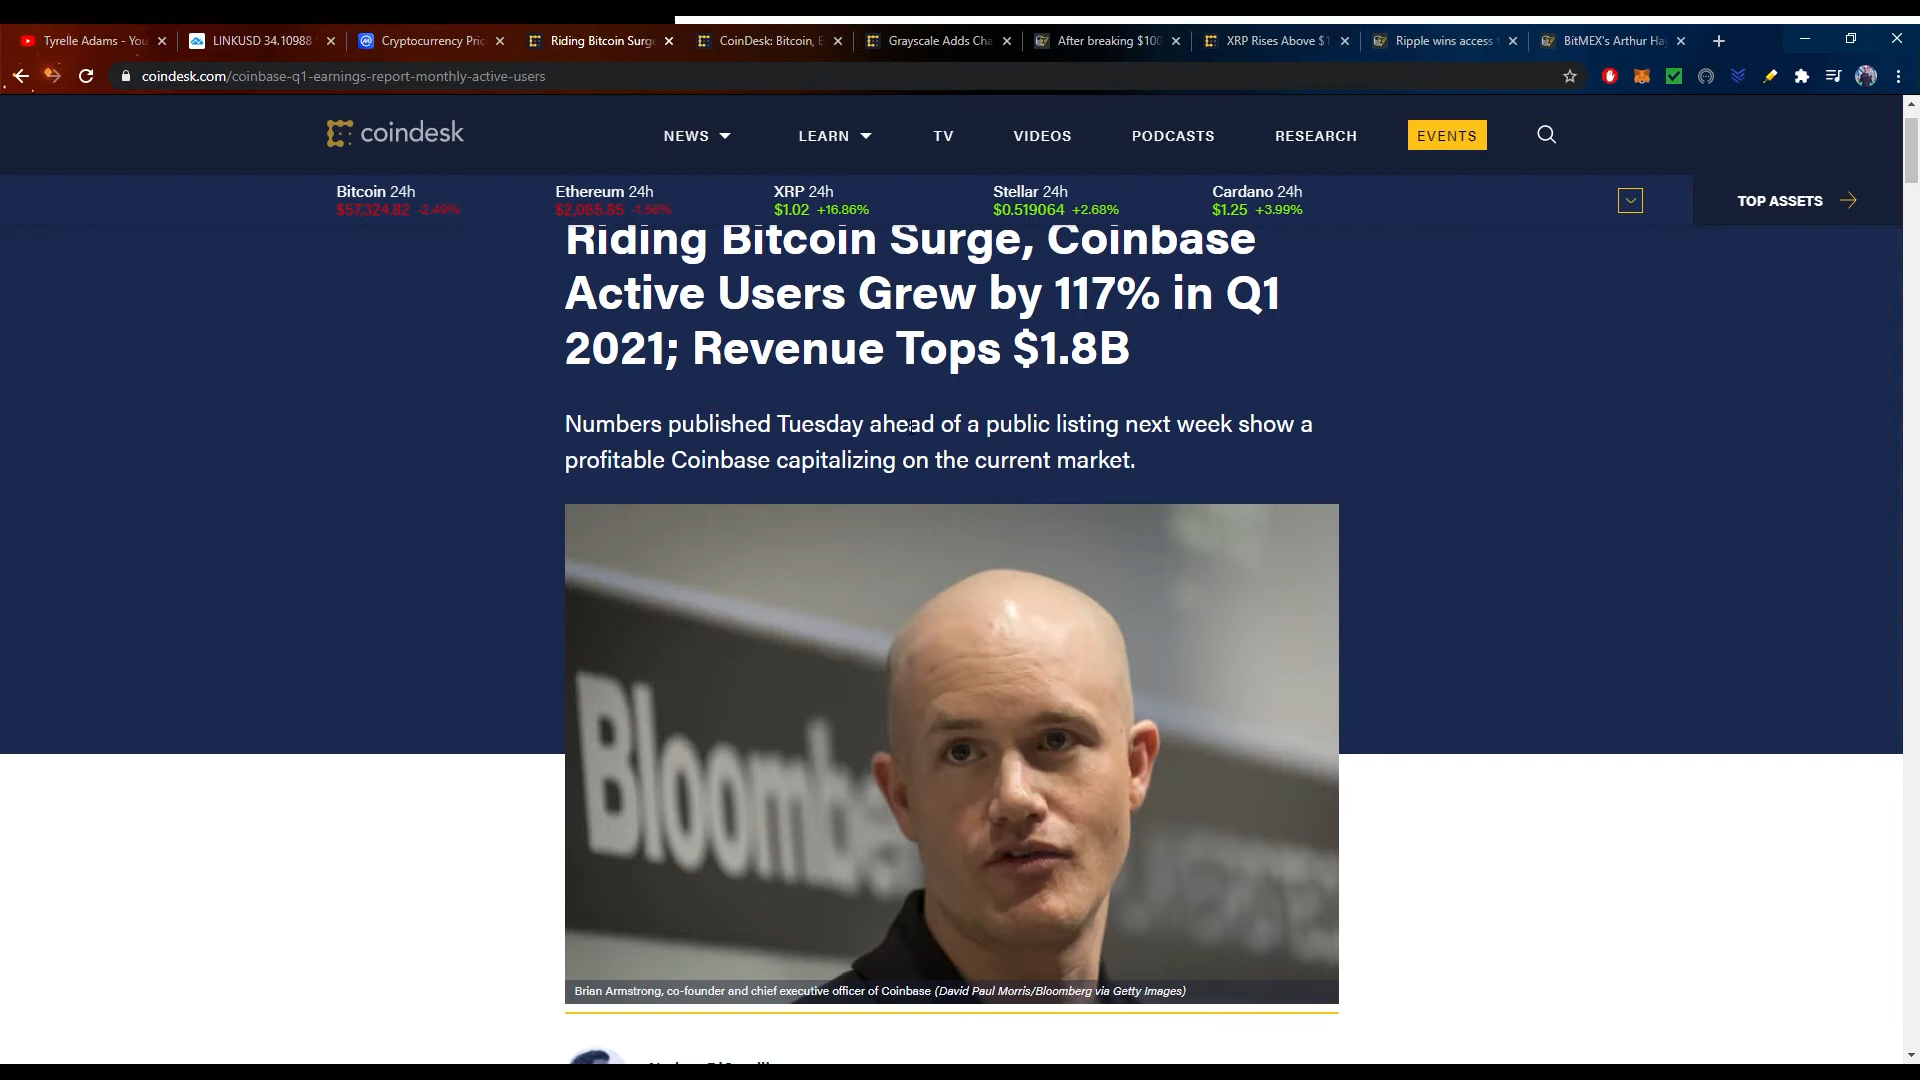 Tyrelle Adams - You
LINKUSD 34.10988
Cryptocurrency Pric
Riding Bitcoin Surg
CoinDesk: Bitcoin, E
Grayscale Adds Cha
After breaking $100
XRP Rises Above $1
Ripple wins access t
BitMEX's Arthur Ha
coindesk.com/coinbase-q1-earnings-report-monthly-active-users
coindesk
NEWS
LEARN
TV
VIDEOS
PODCASTS
RESEARCH
EVENTS
Bitcoin 24h
$57,324.82 -2.49%
Ethereum 24h
$2,085.85 -1.56%
XRP 24h
$1.02 +16.86%
Stellar 24h
$0.519064 +2.68%
Cardano 24h
$1.25 +3.99%
TOP ASSETS
Riding Bitcoin Surge, Coinbase
Active Users Grew by 117% in Q1
2021; Revenue Tops $1.8B
Numbers published Tuesday ahead of a public listing next week show a
profitable Coinbase capitalizing on the current market.
Bloombe
Brian Armstrong, co-founder and chief executive officer of Coinbase (David Paul Morris/Bloomberg via Getty Images)